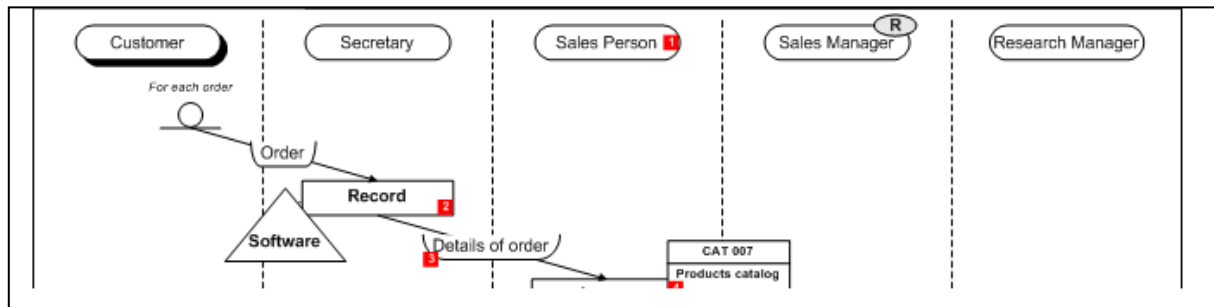 Customer
Secretary
Sales Person 1
Sales Manager
R
Research Manager
For each order
Order
Record
2
Software
Details of order
3
CAT 007
Products catalog
4